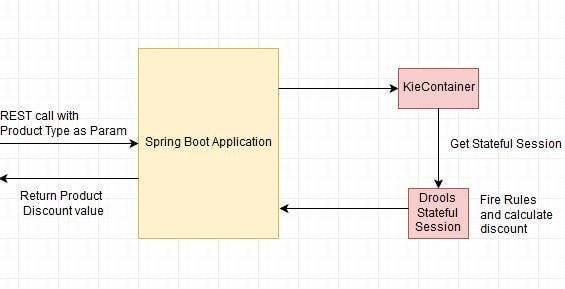 REST call with
Product Type as Param
Return Product
Discount value
Spring Boot Application
KieContainer
Get Stateful Session
Drools
Stateful
Session
Fire Rules
and calculate
discount